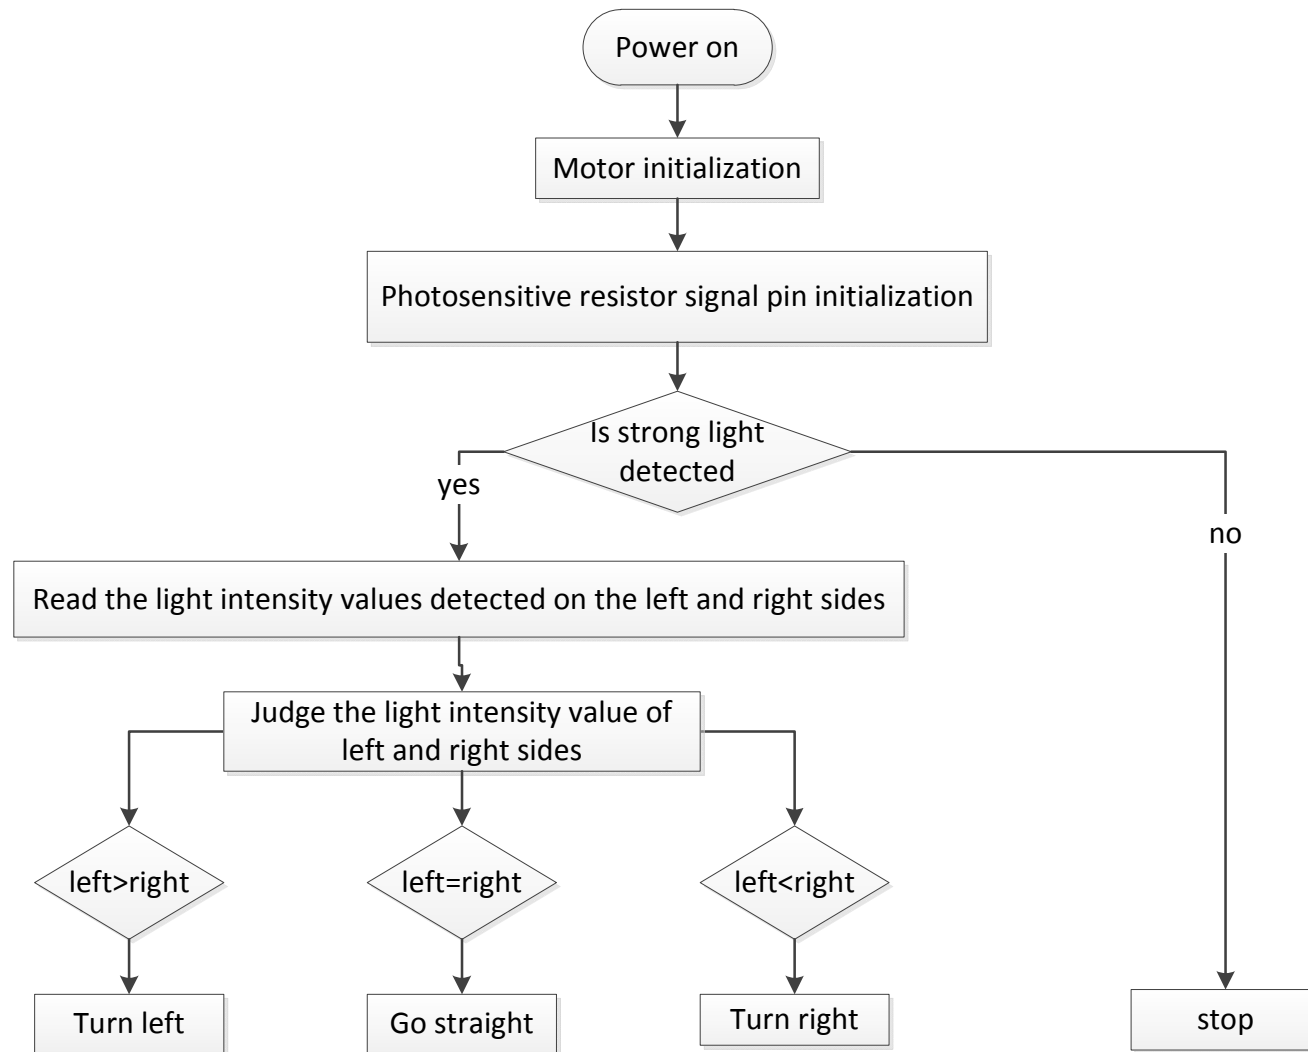 Power on
Motor initialization
Photosensitive resistor signal pin initialization
Is strong light
detected
yes
no
Read the light intensity values detected on the left and right sides
Judge the light intensity value of
left and right sides
left>right
left=right
left<right
Turn left
Go straight
Turn right
stop